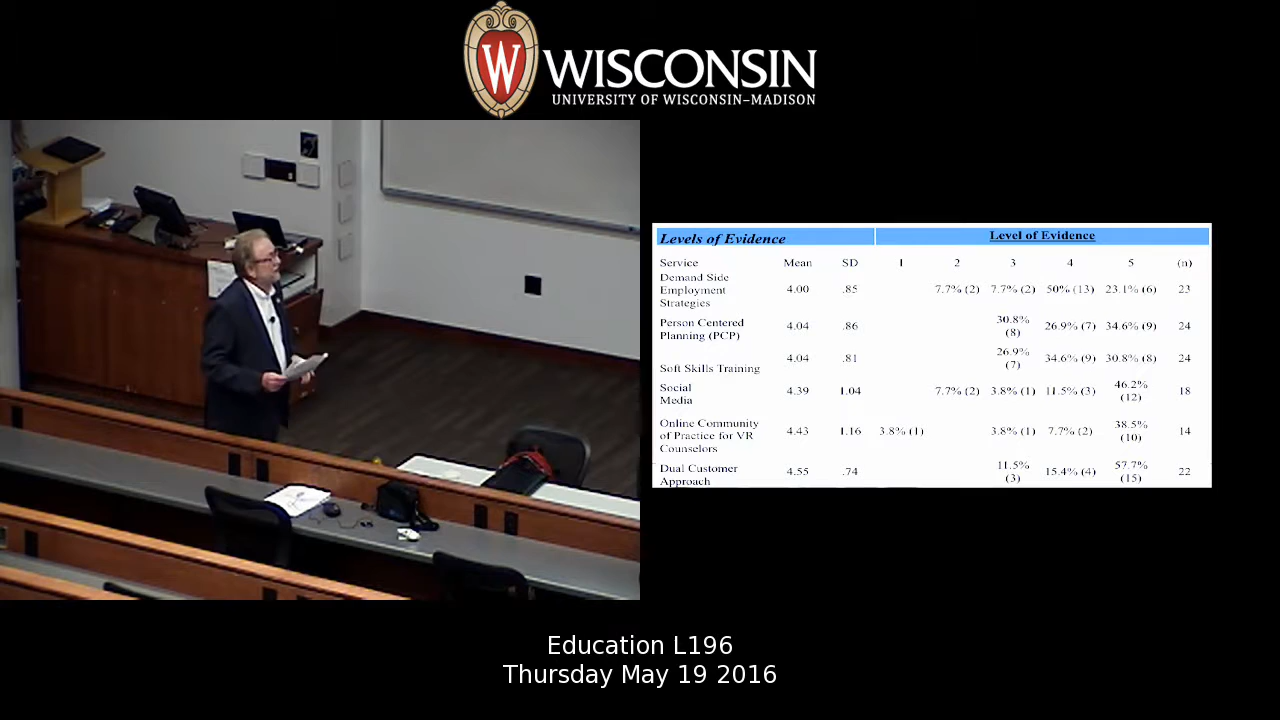 W
WISCONSIN
UNIVERSITY OF WISCONSIN–MADISON
Levels of Evidence Level of Evidence
Service Mean SD 1 2 3 4 5 (n)
Demand Side
Employment 4.00 .85 7.7% (2) 7.7% (2) 50% (13) 23.1% (6) 23
Strategies
Person Centered 4.04 .86 30.8% 26.9% (7) 34.6% (9) 24
Planning (PCP) (8)
4.04 .81 26.9% 34.6% (9) 30.8% (8) 24
Soft Skills Training (7)
Social 4.39 1.04 7.7% (2) 3.8% (1) 11.5% (3) 46.2% 18
Media (12)
Online Community 38.5%
of Practice for VR 4.43 1.16 3.8% (1) 3.8% (1) 7.7% (2) (10) 14
Counselors
Dual Customer 4.55 .74 11.5% 15.4% (4) 57.7% 22
Approach (3) (15)
Education L196
Thursday May 19 2016